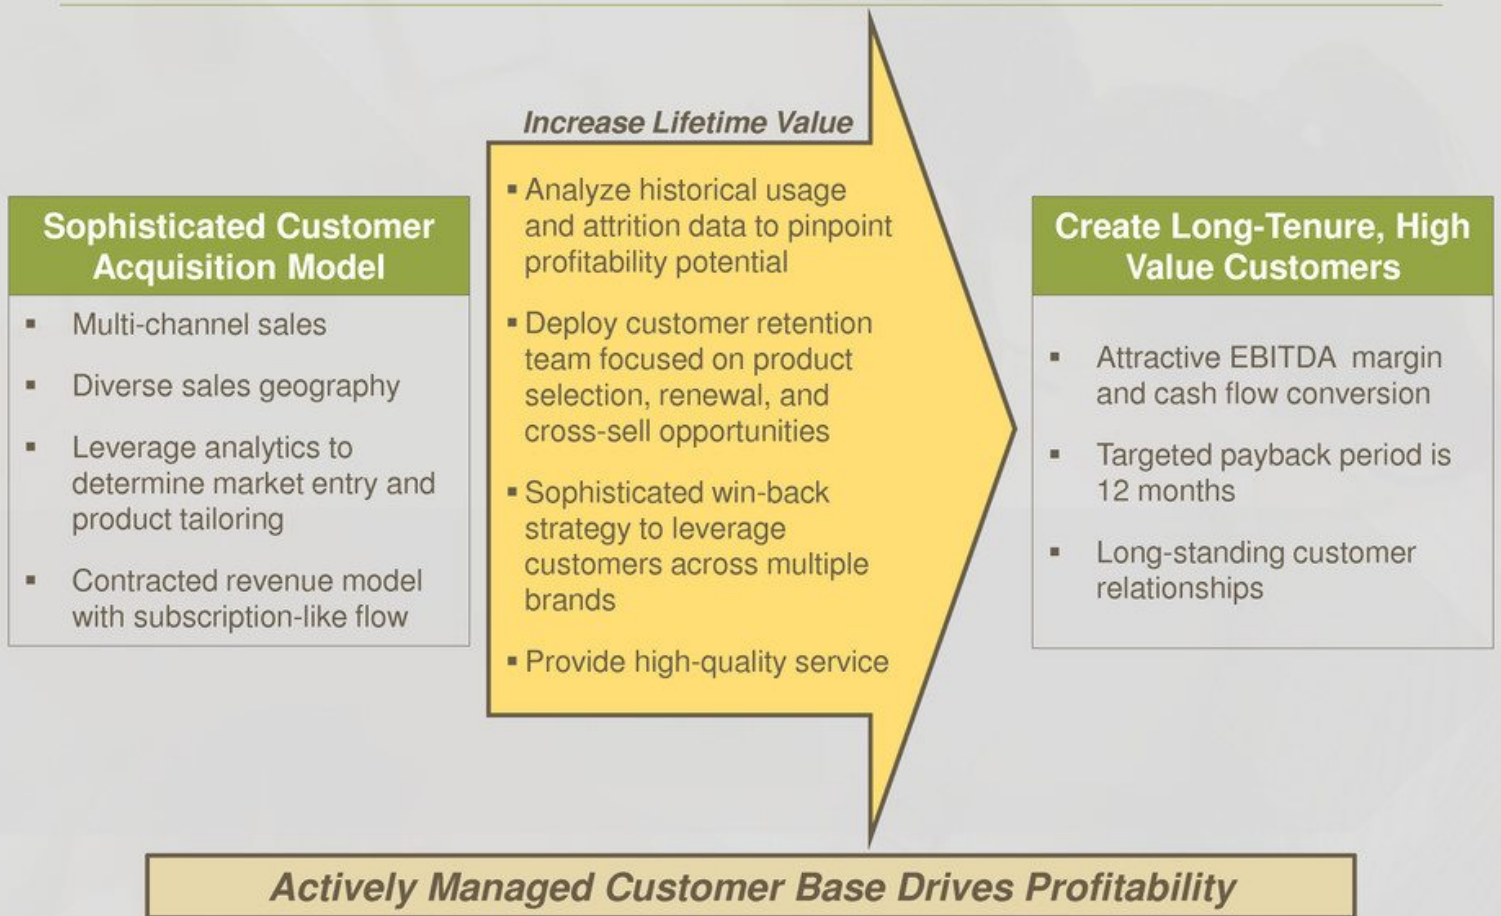 Increase Lifetime Value
Sophisticated Customer
Acquisition Model
▪ Multi-channel sales
▪ Diverse sales geography
▪ Leverage analytics to
determine market entry and
product tailoring
▪ Contracted revenue model
with subscription-like flow
▪ Analyze historical usage
and attrition data to pinpoint
profitability potential
▪ Deploy customer retention
team focused on product
selection, renewal, and
cross-sell opportunities
▪ Sophisticated win-back
strategy to leverage
customers across multiple
brands
▪ Provide high-quality service
Create Long-Tenure, High
Value Customers
▪ Attractive EBITDA margin
and cash flow conversion
▪ Targeted payback period is
12 months
▪ Long-standing customer
relationships
Actively Managed Customer Base Drives Profitability